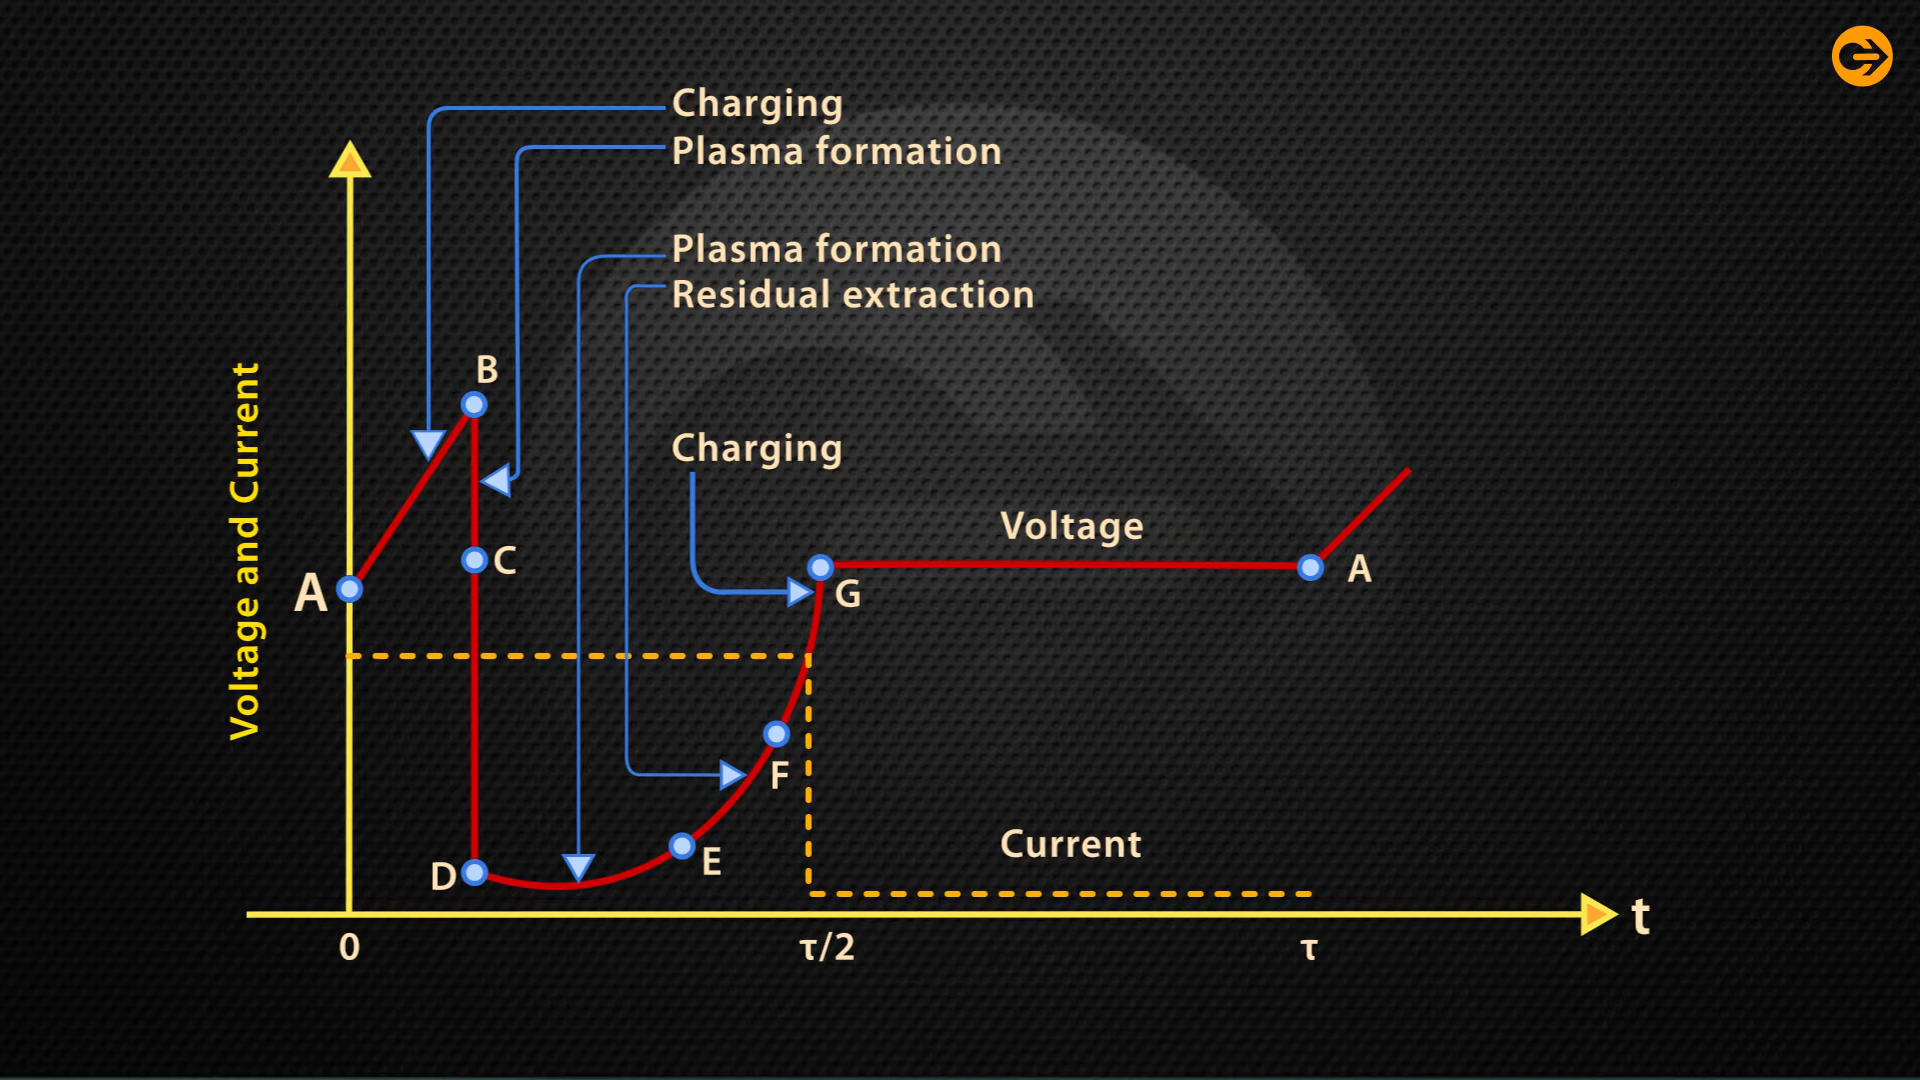 Charging
Plasma formation
Plasma formation
Residual extraction
B
Voltage and Current
Charging
Voltage
C
A
G
A
F
Current
E
D
t
0
τ/2
τ